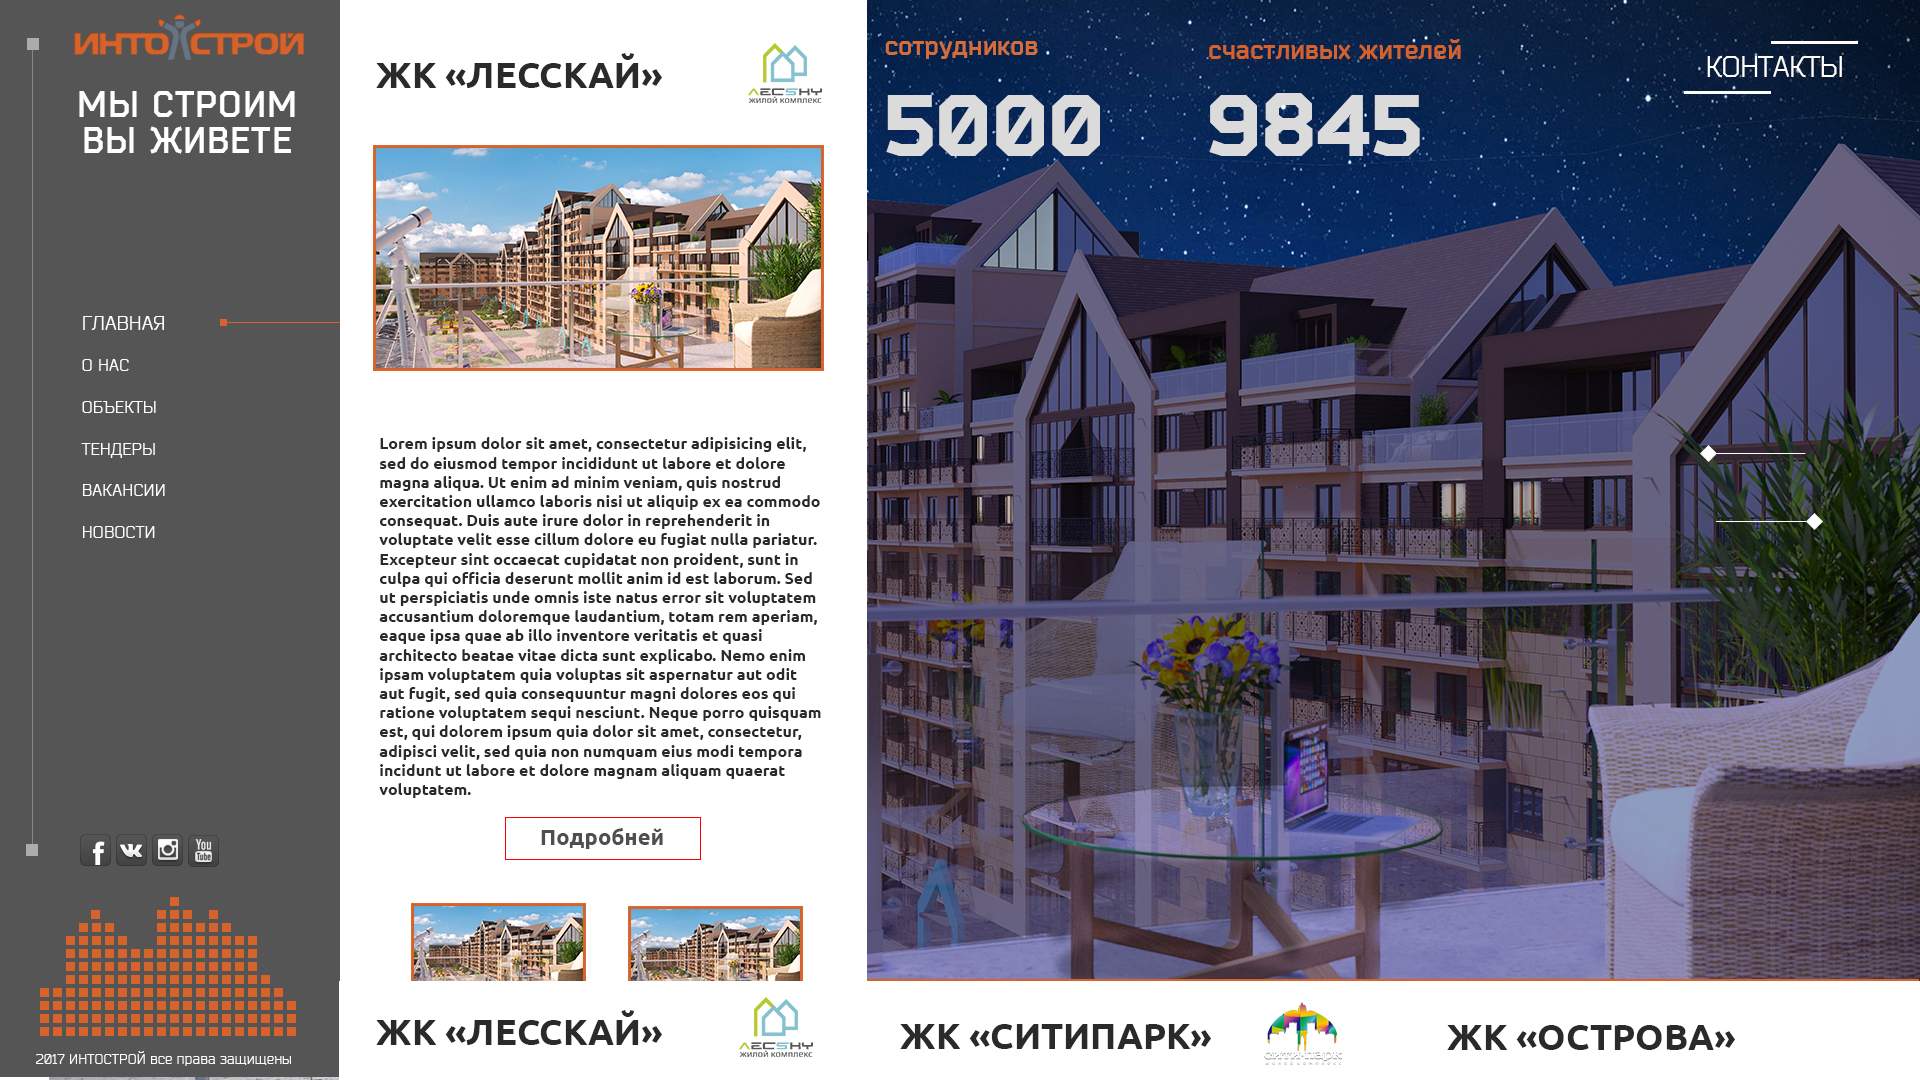 ИНТОСТРОЙ
МЫ СТРОИМ
ВЫ ЖИВЕТЕ
ГЛАВНАЯ
О НАС
ОБЪЕКТЫ
ТЕНДЕРЫ
ВАКАНСИИ
НОВОСТИ
f
You
Tube
2017 ИНТОСТРОЙ все права защищены
ЖК «ЛЕССКАЙ»
ЛЕCSKY
ЖИЛОЙ КОМПЛЕКС
Lorem ipsum dolor sit amet, consectetur adipisicing elit,
sed do eiusmod tempor incididunt ut labore et dolore
magna aliqua. Ut enim ad minim veniam, quis nostrud
exercitation ullamco laboris nisi ut aliquip ex ea commodo
consequat. Duis aute irure dolor in reprehenderit in
voluptate velit esse cillum dolore eu fugiat nulla pariatur.
Excepteur sint occaecat cupidatat non proident, sunt in
culpa qui officia deserunt mollit anim id est laborum. Sed
ut perspiciatis unde omnis iste natus error sit voluptatem
accusantium doloremque laudantium, totam rem aperiam,
eaque ipsa quae ab illo inventore veritatis et quasi
architecto beatae vitae dicta sunt explicabo. Nemo enim
ipsam voluptatem quia voluptas sit aspernatur aut odit
aut fugit, sed quia consequuntur magni dolores eos qui
ratione voluptatem sequi nesciunt. Neque porro quisquam
est, qui dolorem ipsum quia dolor sit amet, consectetur,
adipisci velit, sed quia non numquam eius modi tempora
incidunt ut labore et dolore magnam aliquam quaerat
voluptatem.
Подробней
сотрудников
5000
счастливых жителей
9845
КОНТАКТЫ
ЖК «ЛЕССКАЙ»
ЛЕCSKY
ЖИЛОЙ КОМПЛЕКС
ЖК «СИТИПАРК»
СИТИ-ПАРК
ЖК «ОСТРОВА»